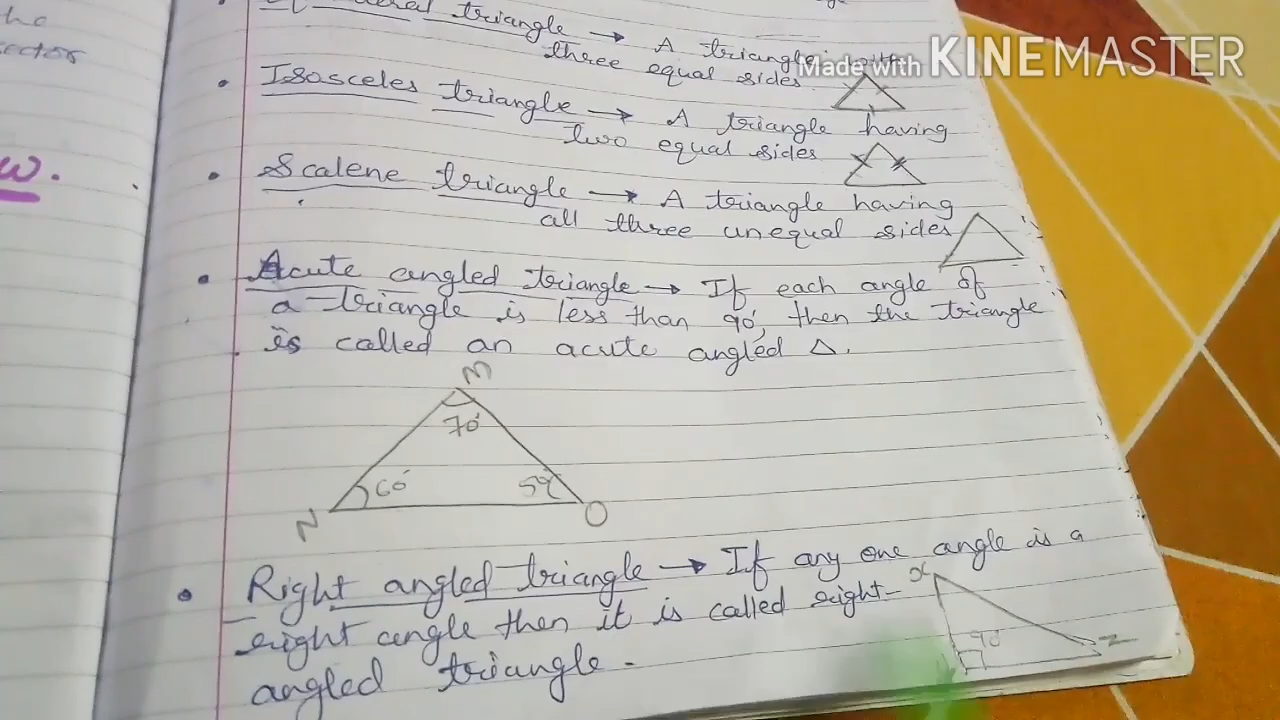 he
sector
w.
triangle → A triangle with
three equal sides.
Made with KINEMASTER
• Isosceles triangle → A triangle having
two equal sides
• Scalene triangle → A triangle having
all three unequal sides
• Acute angled triangle → If each angle of
a triangle is less than 90°, then the triangle
is called an acute angled △.
M
70°
60°
N
O
• Right angled triangle → If any one angle is a
right angle then it is called right-
angled triangle.
X
90°
Z